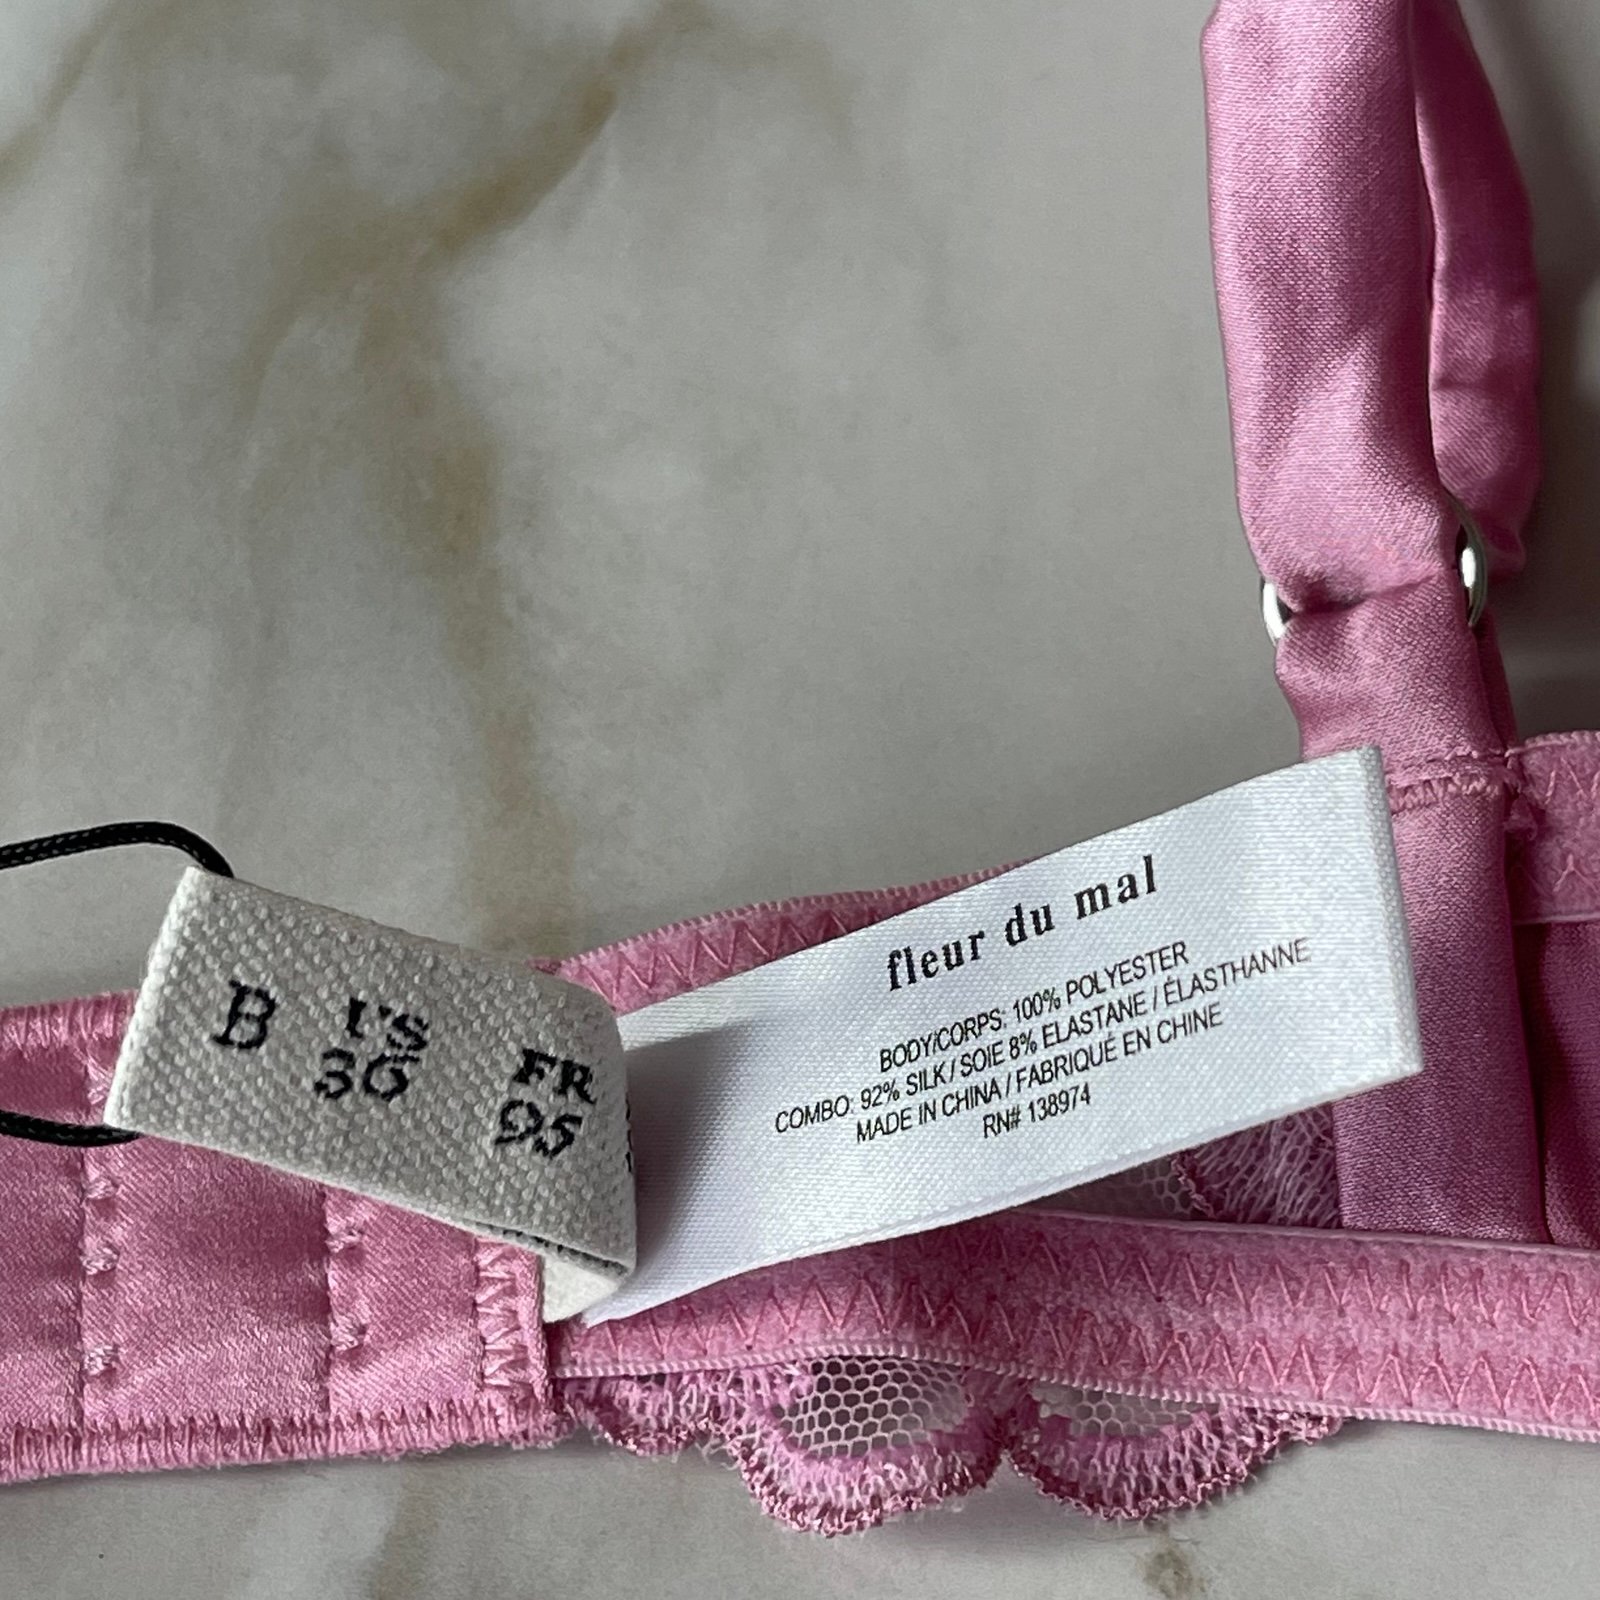 B US FR
36 95
fleur du mal
BODY/CORPS: 100% POLYESTER
COMBO: 92% SILK / SOIE 8% ELASTANE / ÉLASTHANNE
MADE IN CHINA / FABRIQUÉ EN CHINE
RN# 138974